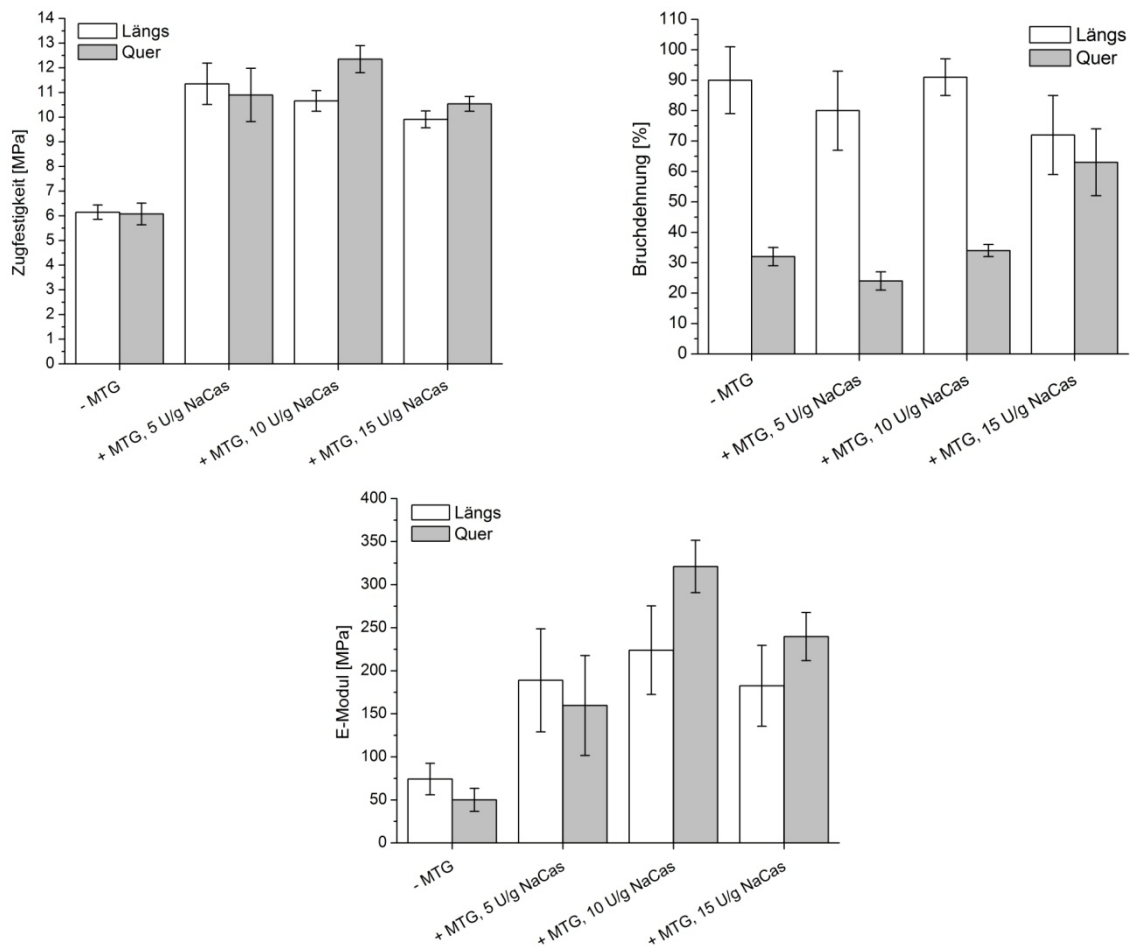 Zugfestigkeit [MPa]
14
13
12
11
10
9
8
7
6
5
4
3
2
1
0
Längs
Quer
- MTG
+ MTG, 5 U/g NaCas
+ MTG, 10 U/g NaCas
+ MTG, 15 U/g NaCas
Bruchdehnung [%]
110
100
90
80
70
60
50
40
30
20
10
0
Längs
Quer
- MTG
+ MTG, 5 U/g NaCas
+ MTG, 10 U/g NaCas
+ MTG, 15 U/g NaCas
E-Modul [MPa]
400
350
300
250
200
150
100
50
0
Längs
Quer
- MTG
+ MTG, 5 U/g NaCas
+ MTG, 10 U/g NaCas
+ MTG, 15 U/g NaCas